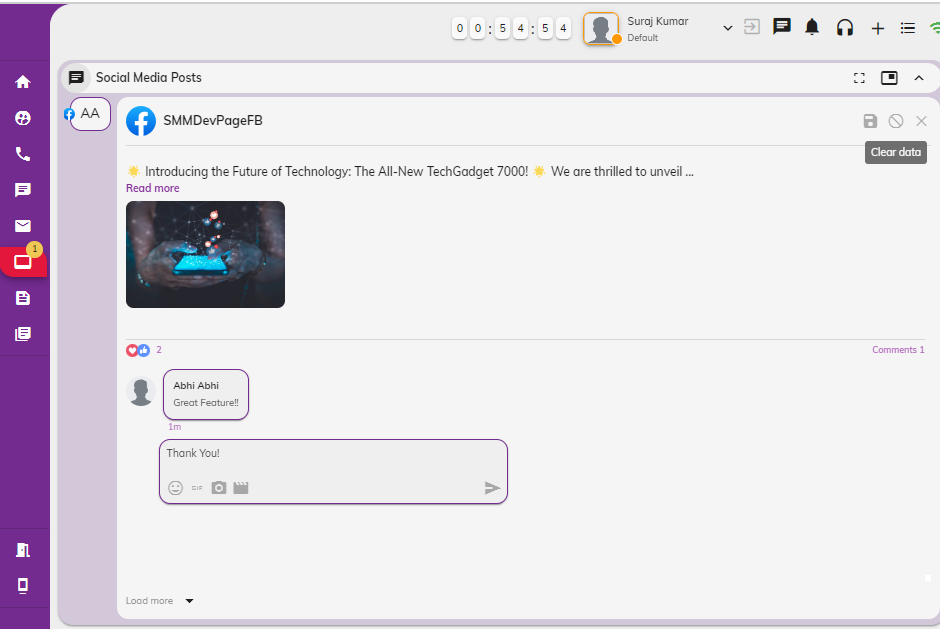 0 0 : 5 4 : 5 4
Suraj Kumar
Default
Social Media Posts
AA
SMMDevPageFB
Clear data
🌟 Introducing the Future of Technology: The All-New TechGadget 7000! 🌟 We are thrilled to unveil ...
Read more
2
Comments 1
Abhi Abhi
Great Feature!!
1m
Thank You!
GIF
1
Load more